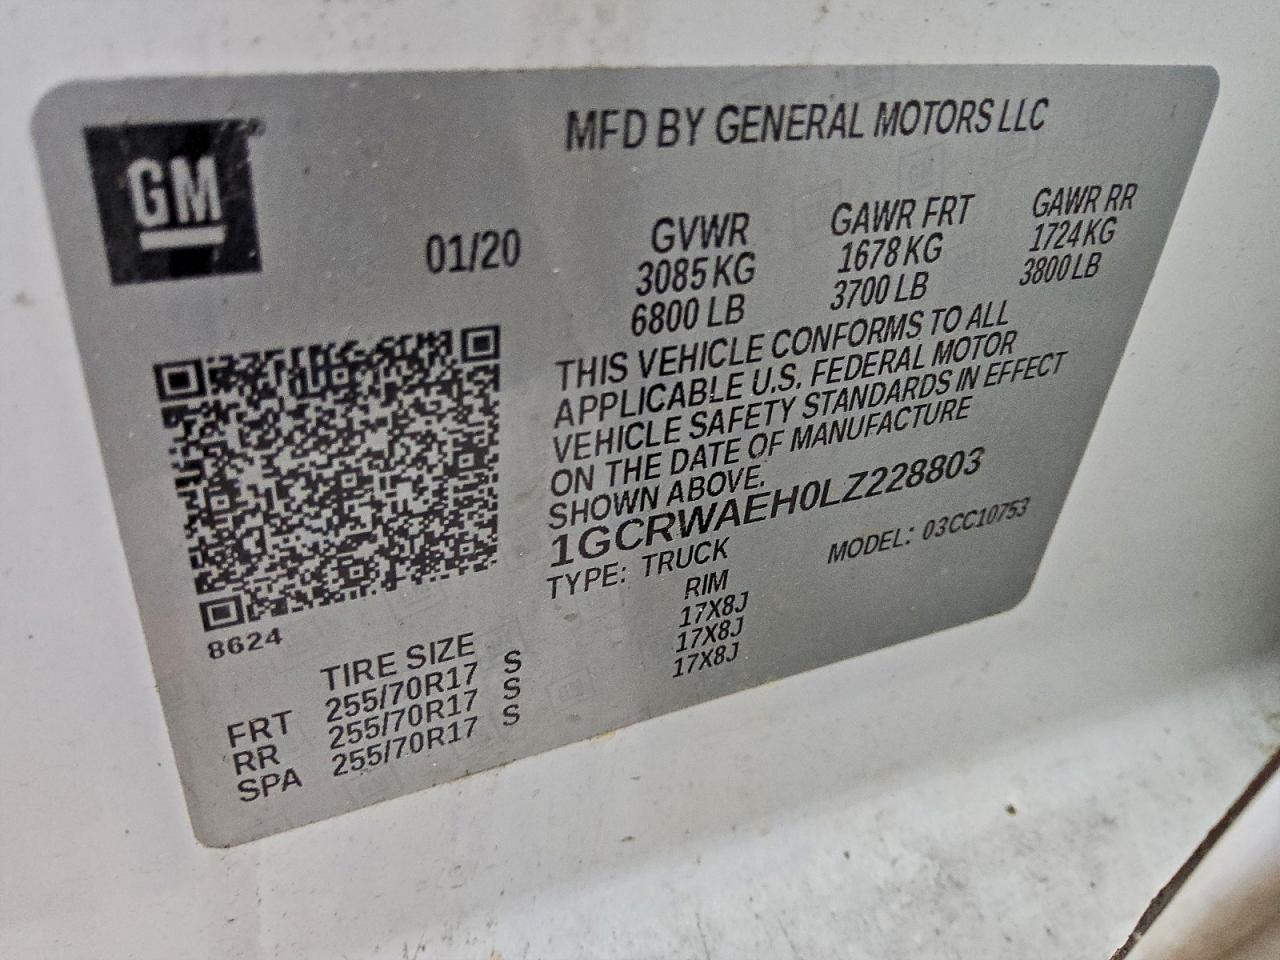 GM
MFD BY GENERAL MOTORS LLC
01/20
GVWR GAWR FRT GAWR RR
3085 KG 1678 KG 1724 KG
6800 LB 3700 LB 3800 LB
THIS VEHICLE CONFORMS TO ALL
APPLICABLE U.S. FEDERAL MOTOR
VEHICLE SAFETY STANDARDS IN EFFECT
ON THE DATE OF MANUFACTURE
SHOWN ABOVE.
1GCRWAEH0LZ228803
TYPE: TRUCK MODEL: 03CC10753
8624
TIRE SIZE RIM
FRT 255/70R17 S 17X8J
RR 255/70R17 S 17X8J
SPA 255/70R17 S 17X8J